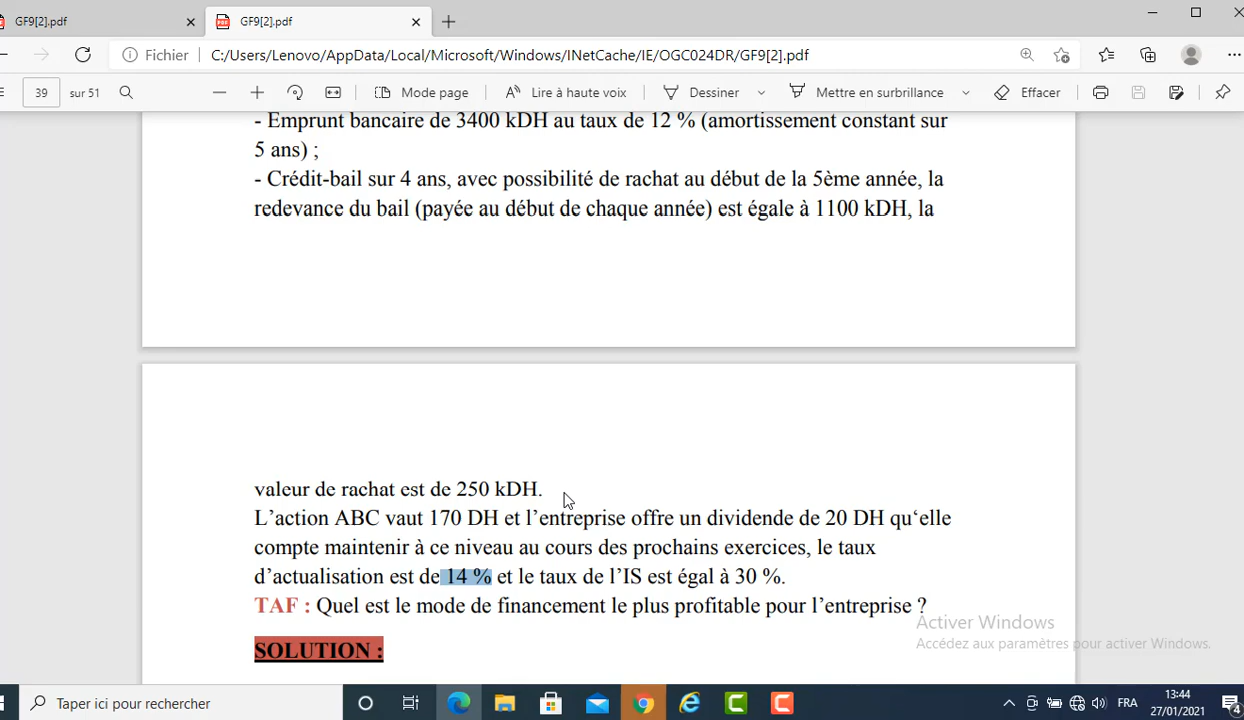 GF9[2].pdf
GF9[2].pdf
Fichier C:/Users/Lenovo/AppData/Local/Microsoft/Windows/INetCache/IE/OGC024DR/GF9[2].pdf
39 sur 51 Mode page Lire à haute voix Dessiner Mettre en surbrillance Effacer
- Emprunt bancaire de 3400 kDH au taux de 12 % (amortissement constant sur
5 ans) ;
- Crédit-bail sur 4 ans, avec possibilité de rachat au début de la 5ème année, la
redevance du bail (payée au début de chaque année) est égale à 1100 kDH, la
valeur de rachat est de 250 kDH.
L’action ABC vaut 170 DH et l’entreprise offre un dividende de 20 DH qu‘elle
compte maintenir à ce niveau au cours des prochains exercices, le taux
d’actualisation est de 14 % et le taux de l’IS est égal à 30 %.
TAF : Quel est le mode de financement le plus profitable pour l’entreprise ?
Activer Windows
Accédez aux paramètres pour activer Windows.
SOLUTION :
Taper ici pour rechercher
FRA
13:44
27/01/2021
4